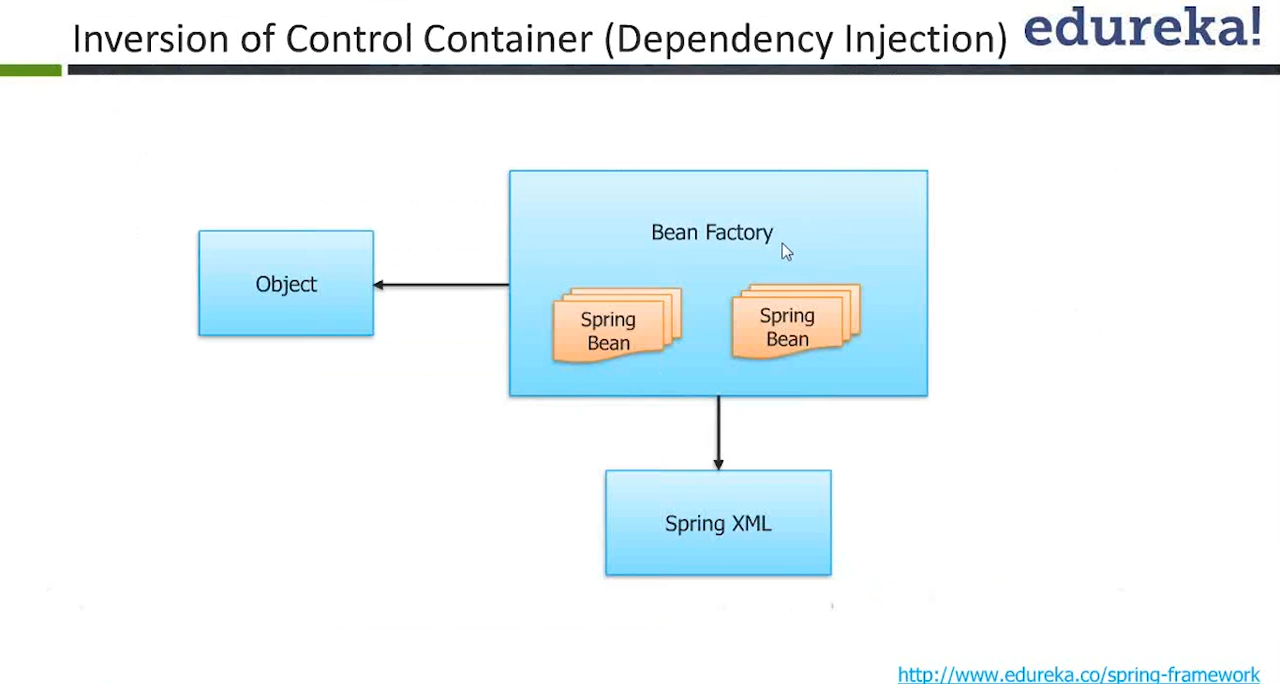 Inversion of Control Container (Dependency Injection)
edureka!
Bean Factory
Object
Spring
Bean
Spring
Bean
Spring XML
http://www.edureka.co/spring-framework